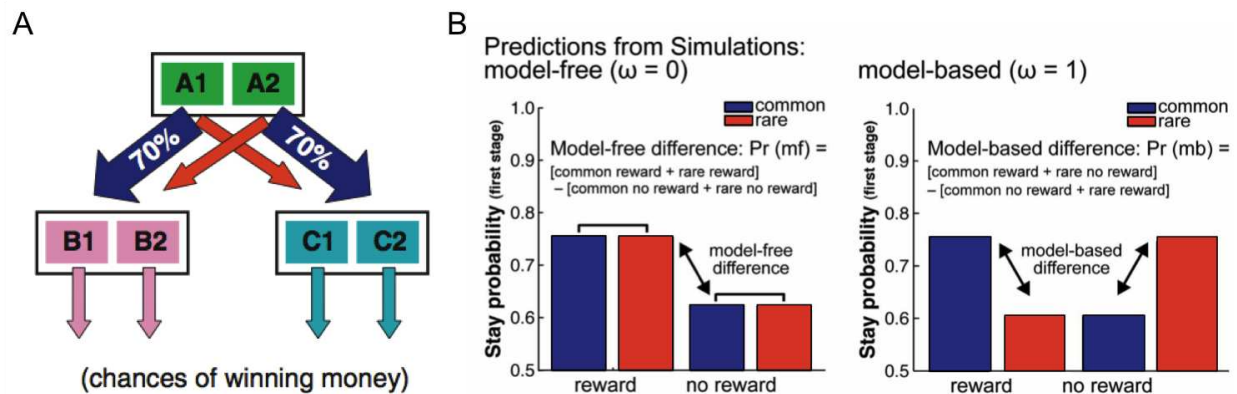 A
A1 A2
70% 70%
B1 B2
C1 C2
(chances of winning money)
B
Predictions from Simulations:
model-free (ω = 0)
common
rare
Model-free difference: Pr (mf) =
[common reward + rare reward]
– [common no reward + rare no reward]
model-free
difference
Stay probability (first stage)
1.0
0.9
0.8
0.7
0.6
0.5
reward no reward
model-based (ω = 1)
common
rare
Model-based difference: Pr (mb) =
[common reward + rare no reward]
– [common no reward + rare reward]
model-based
difference
Stay probability (first stage)
1.0
0.9
0.8
0.7
0.6
0.5
reward no reward